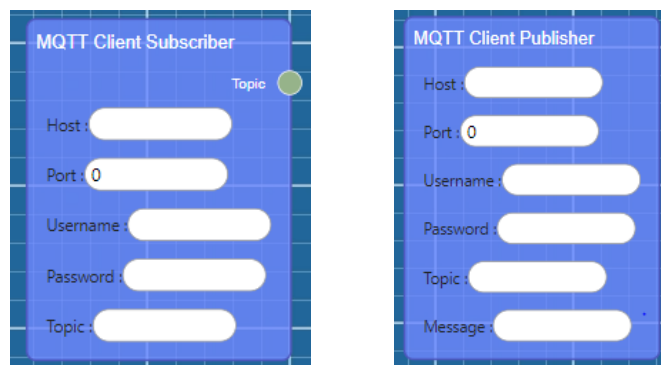 MQTT Client Subscriber
Topic
Host :
Port : 0
Username :
Password :
Topic :
MQTT Client Publisher
Host :
Port : 0
Username :
Password :
Topic :
Message :